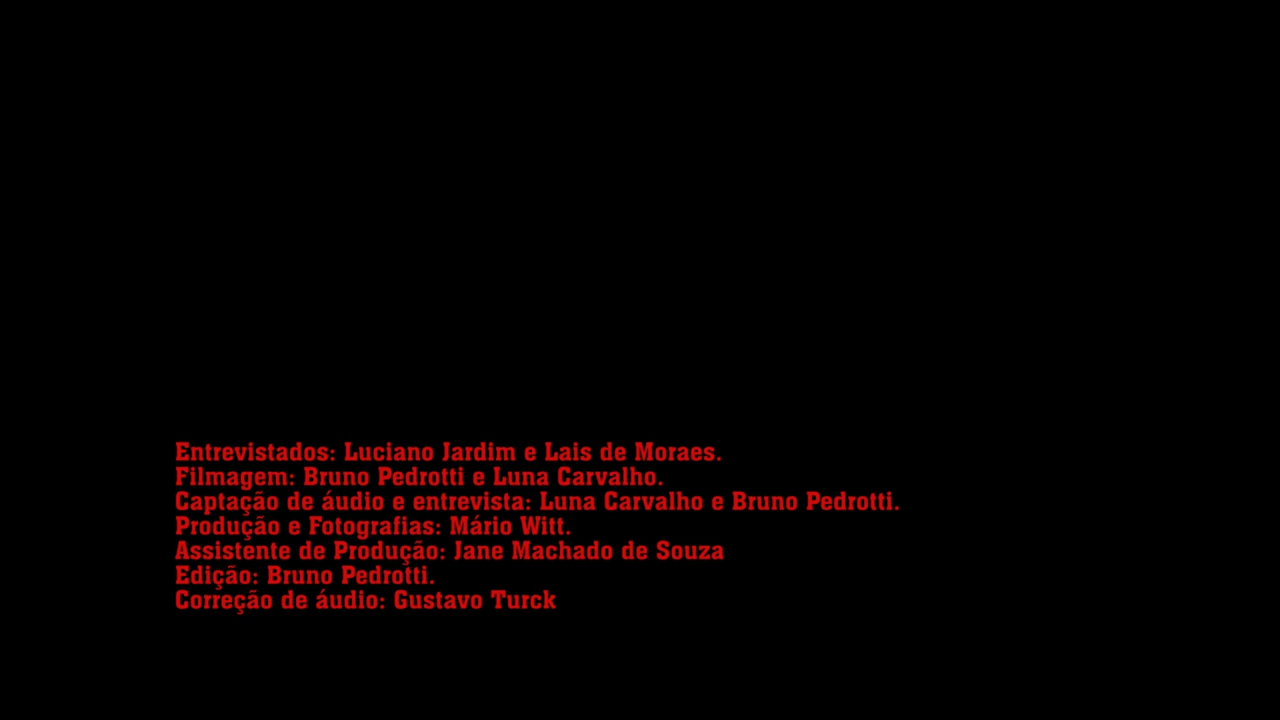 Entrevistados: Luciano Jardim e Lais de Moraes.
Filmagem: Bruno Pedrotti e Luna Carvalho.
Captação de áudio e entrevista: Luna Carvalho e Bruno Pedrotti.
Produção e Fotografias: Mário Witt.
Assistente de Produção: Jane Machado de Souza
Edição: Bruno Pedrotti.
Correção de áudio: Gustavo Turck